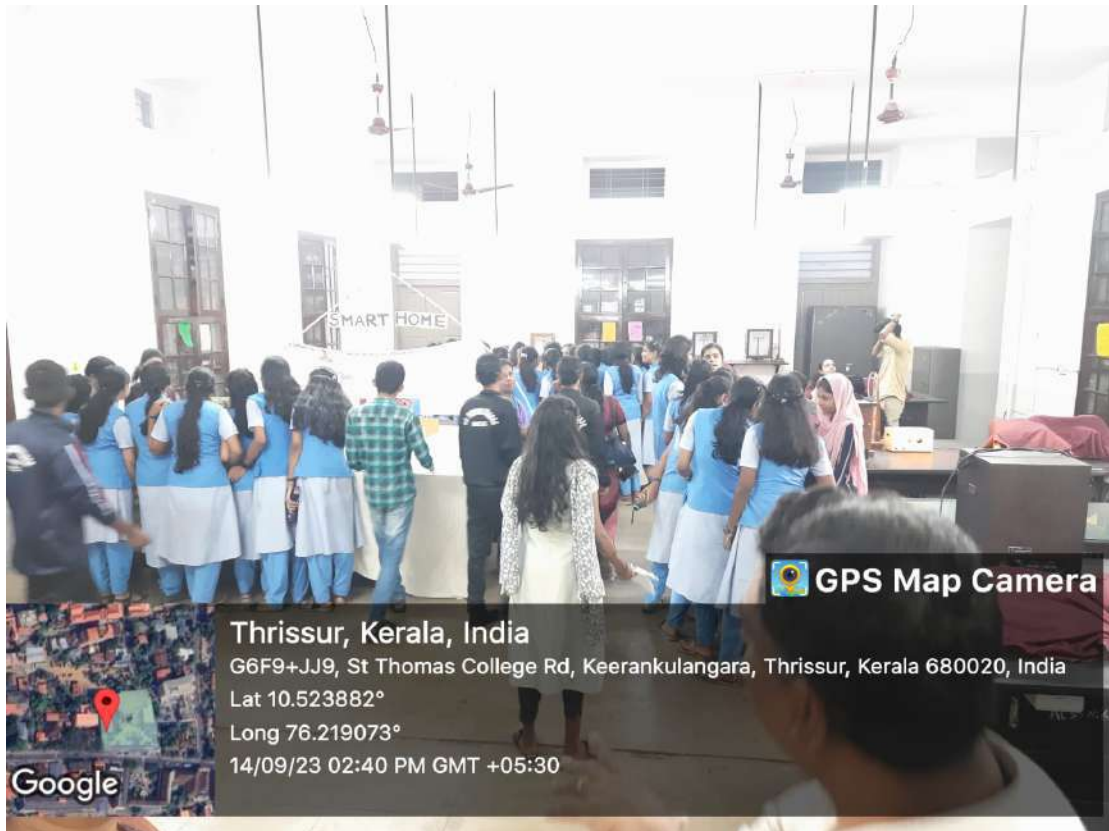 SMART HOME
GPS Map Camera
Thrissur, Kerala, India
G6F9+JJ9, St Thomas College Rd, Keerankulangara, Thrissur, Kerala 680020, India
Lat 10.523882°
Long 76.219073°
14/09/23 02:40 PM GMT +05:30
Google